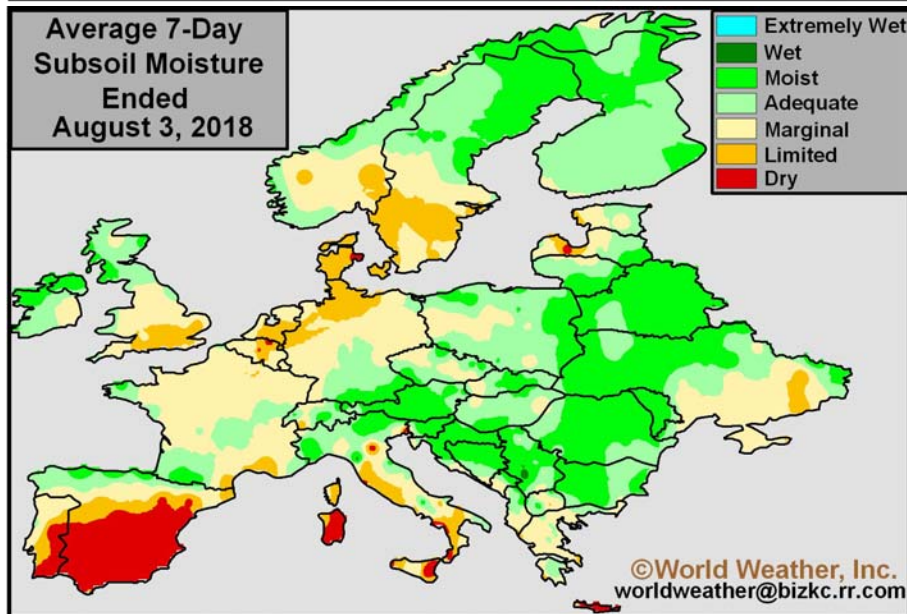 Average 7-Day
Subsoil Moisture
Ended
August 3, 2018
Extremely Wet
Wet
Moist
Adequate
Marginal
Limited
Dry
©World Weather, Inc.
worldweather@bizkc.rr.com